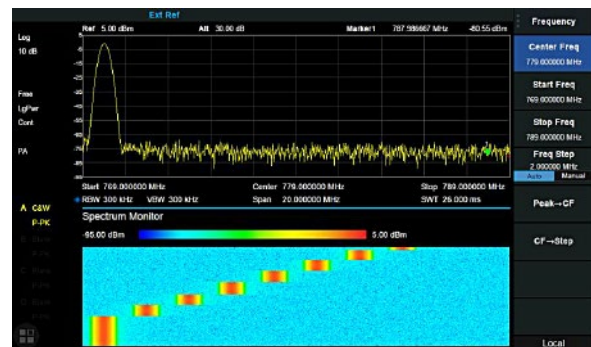 Ext Ref
Frequency
Ref 5.00 dBm Att 30.00 dB Marker1 787.986667 MHz -80.55 dBm
Log
10 dB
Center Freq
779.000000 MHz
Start Freq
769.000000 MHz
Free
LgPwr
Cont
Stop Freq
789.000000 MHz
PA
Freq Step
2.000000 MHz
Auto Manual
Start 769.000000 MHz Center 779.000000 MHz Stop 789.000000 MHz
RBW 300 kHz VBW 300 kHz Span 20.000000 MHz SWT 26.000 ms
Peak→CF
A C&W
P-PK
Spectrum Monitor
-95.00 dBm 5.00 dBm
CF→Step
Local